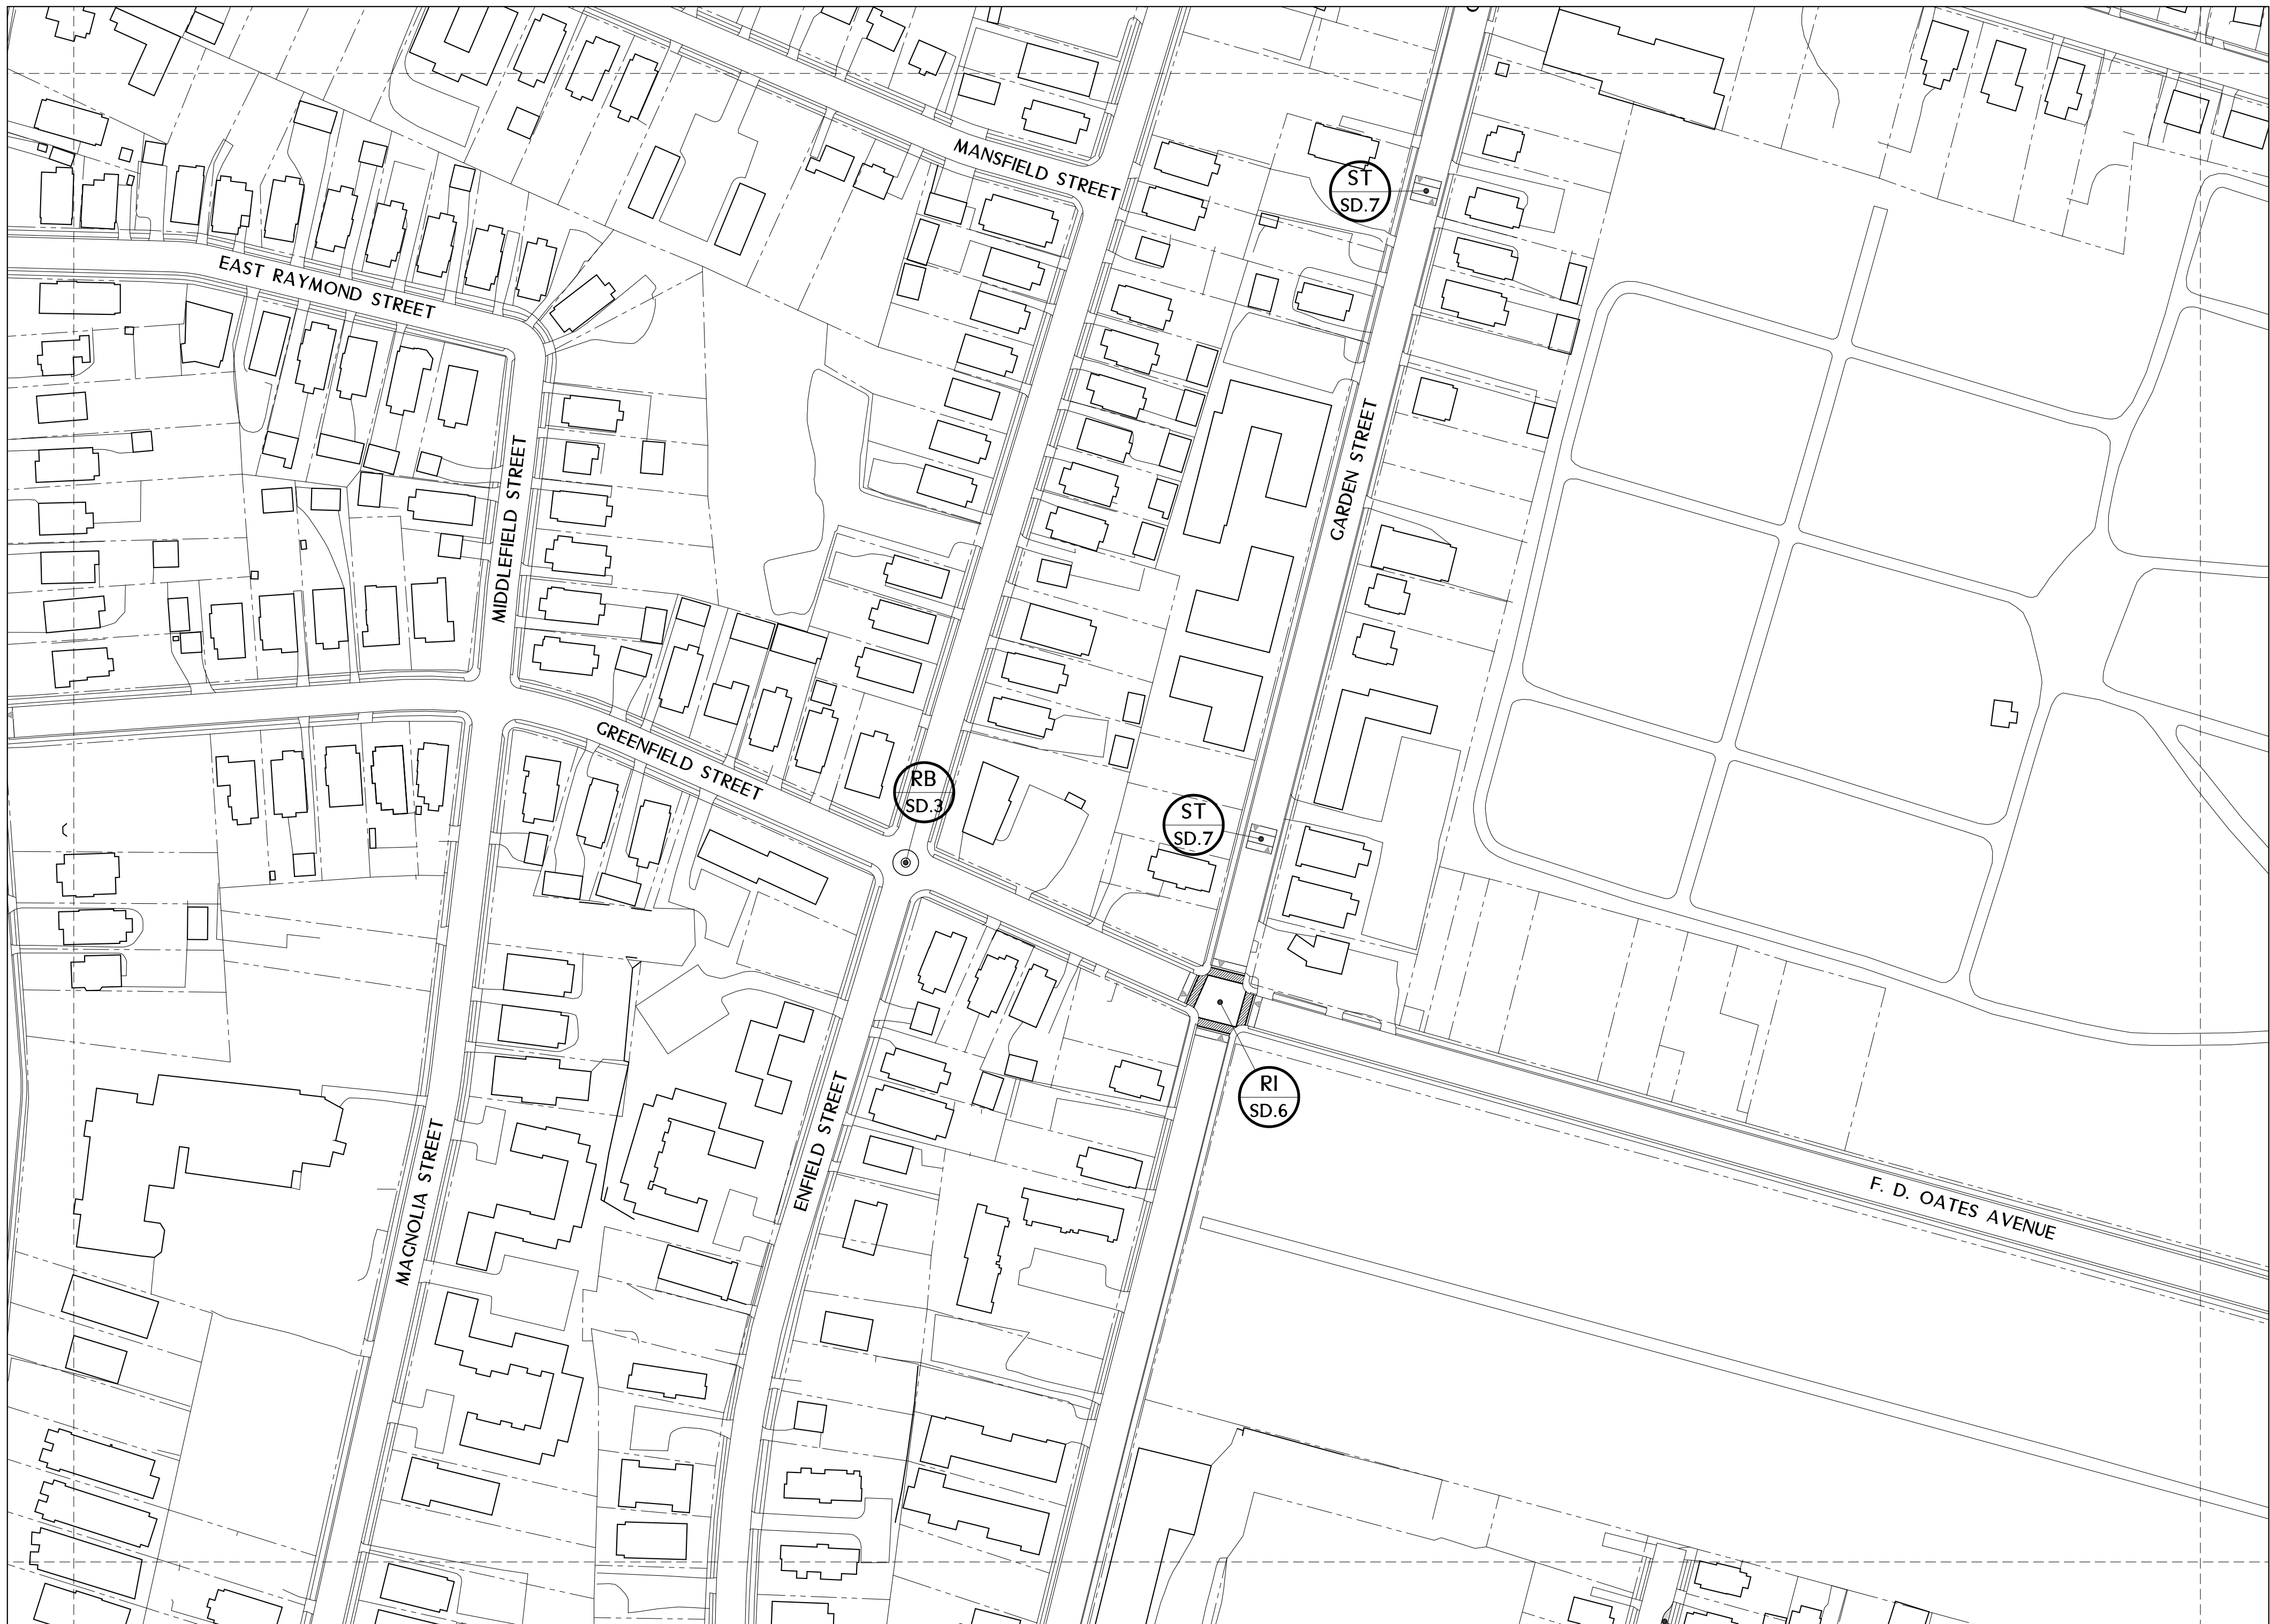 MANSFIELD STREET
ST
SD.7
EAST RAYMOND STREET
GARDEN STREET
MIDDLEFIELD STREET
GREENFIELD STREET
RB
SD.3
ST
SD.7
RI
SD.6
ENFIELD STREET
MAGNOLIA STREET
F. D. OATES AVENUE